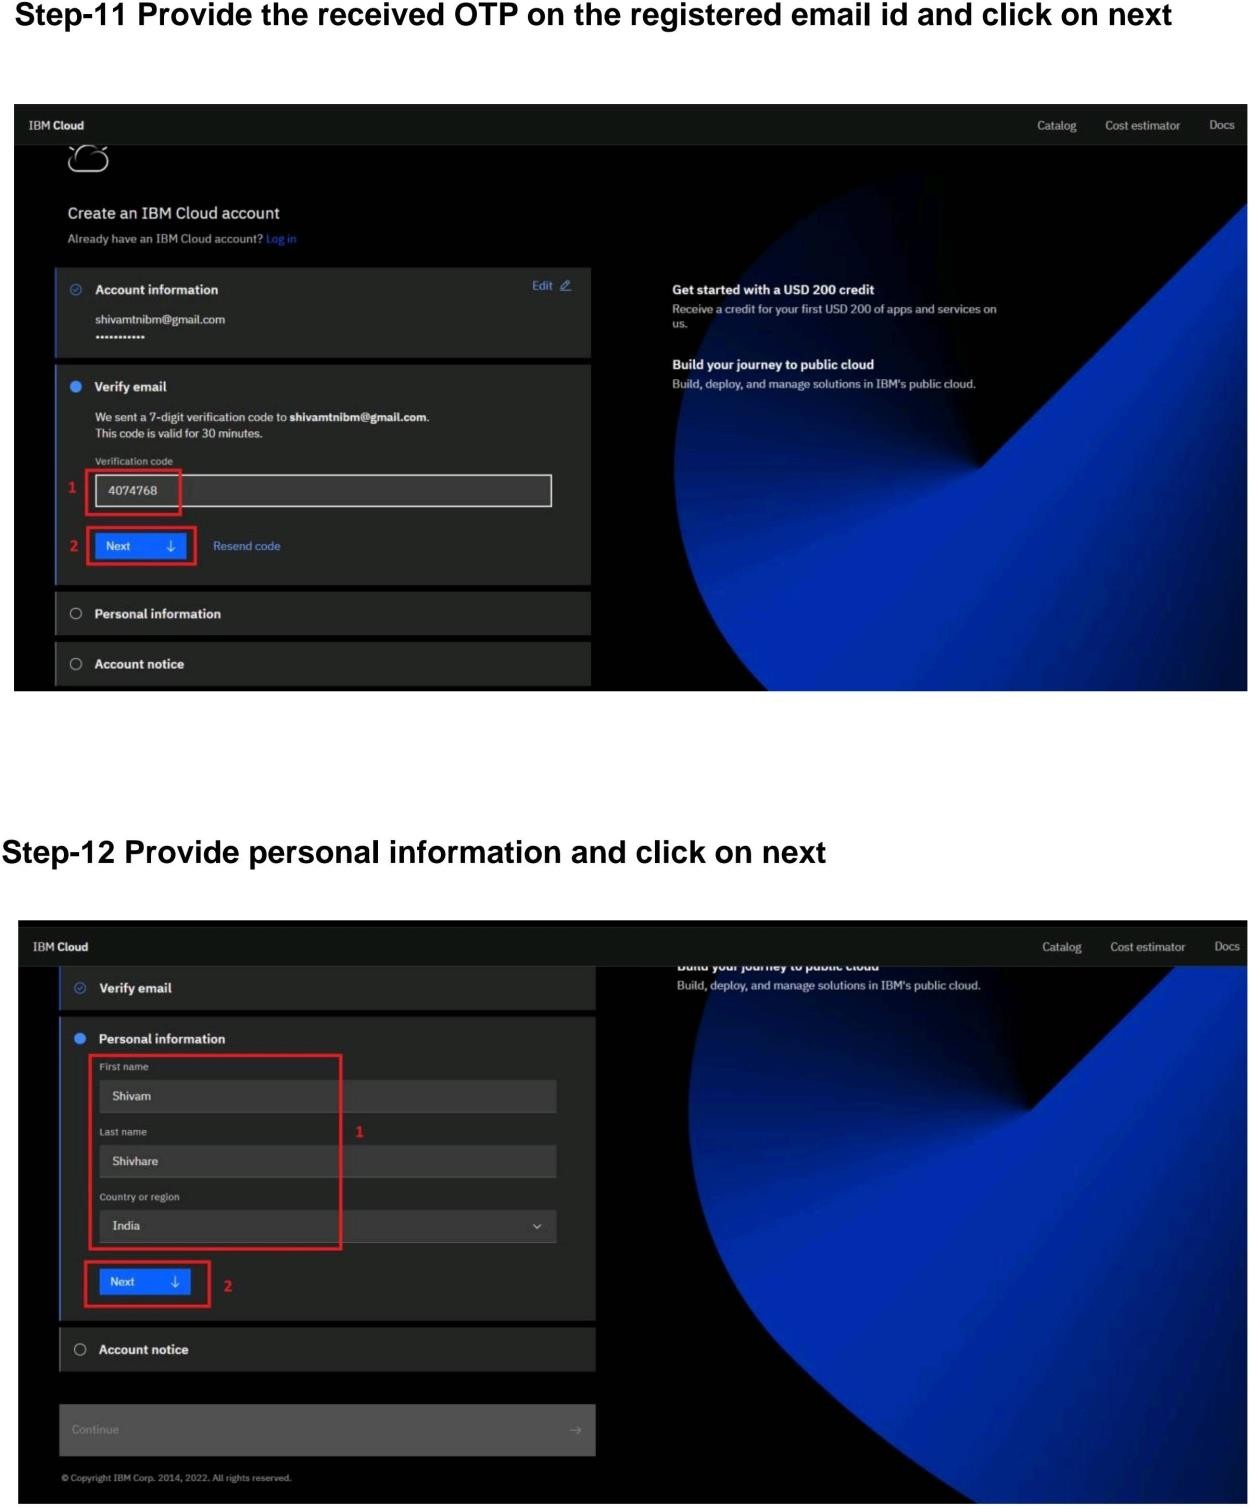 Step-11 Provide the received OTP on the registered email id and click on next
IBM Cloud
Catalog
Cost estimator
Docs
Create an IBM Cloud account
Already have an IBM Cloud account? Log in
Account information
Edit
shivamtnibm@gmail.com
•••••••••••
Get started with a USD 200 credit
Receive a credit for your first USD 200 of apps and services on
us.
Build your journey to public cloud
Build, deploy, and manage solutions in IBM's public cloud.
Verify email
We sent a 7-digit verification code to shivamtnibm@gmail.com.
This code is valid for 30 minutes.
Verification code
1
4074768
2
Next
Resend code
Personal information
Account notice
Step-12 Provide personal information and click on next
IBM Cloud
Catalog
Cost estimator
Docs
Build your journey to public cloud
Build, deploy, and manage solutions in IBM's public cloud.
Verify email
Personal information
First name
Shivam
Last name
1
Shivhare
Country or region
India
Next
2
Account notice
Continue
© Copyright IBM Corp. 2014, 2022. All rights reserved.